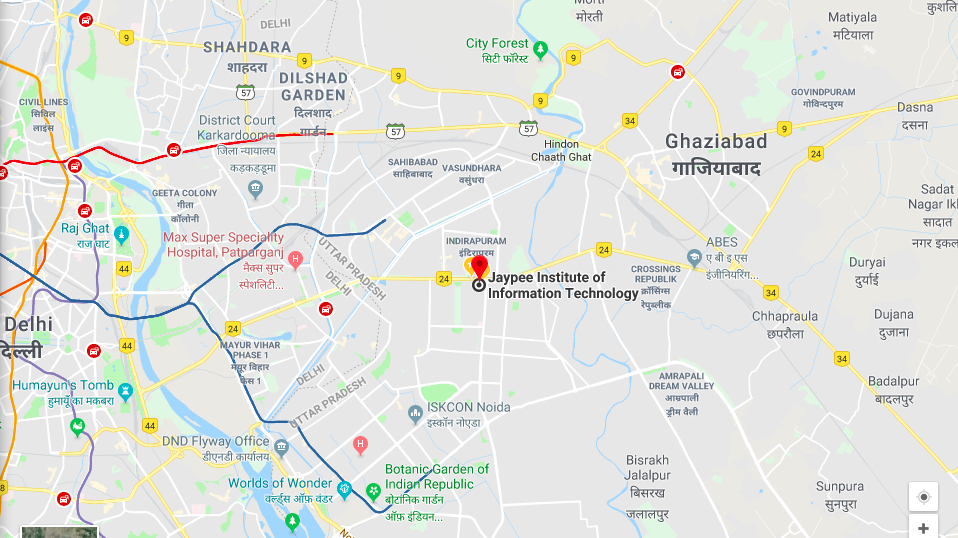 DELHI
Morti
मोरती
Matiyala
मटियाला
कुशलि
9
SHAHDARA
शाहदरा
City Forest
सिटी फॉरेस्ट
9
9
DILSHAD
GARDEN
दिलशाद
गार्डन
57
9
GOVINDPURAM
गोविन्दपुरम
CIVIL LINES
सिविल
लाइंस
District Court
Karkardooma
जिला न्यायालय
कड़कड़डूमा
57
57
34
9
Dasna
दसना
Hindon
Chaath Ghat
Ghaziabad
गाजियाबाद
24
SAHIBABAD
साहिबाबाद
VASUNDHARA
वसुंधरा
GEETA COLONY
गीता
कॉलोनी
Sadat
Nagar Ikl
सादात
नगर इकल
Raj Ghat
राज घाट
Max Super Speciality
Hospital, Patparganj
मैक्स सुपर
स्पेशलिटी...
H
UTTAR PRADESH
DELHI
INDIRAPURAM
इंदिरापुरम
24
ABES
ए बी इ एस
इंजीनियरिंग...
44
24
Jaypee Institute of
Information Technology
CROSSINGS
REPUBLIK
क्रॉसिंग्स
रिपुब्लीक
Duryai
दुर्याई
44
34
Delhi
दिल्ली
24
Chhapraula
छपरौला
Dujana
दुजाना
44
MAYUR VIHAR
PHASE 1
मयूर विहार
फेस 1
34
DELHI
UTTAR PRADESH
Humayun's Tomb
हुमायूँ का मकबरा
AMRAPALI
DREAM VALLEY
आम्रपाली
ड्रीम वैली
Badalpur
बादलपुर
44
ISKCON Noida
इस्कॉन नोएडा
DND Flyway Office
डीएनडी कार्यालय
H
Botanic Garden of
Indian Republic
बोटानिक गार्डन
ऑफ़ इंडियन...
Worlds of Wonder
वर्ल्ड्स ऑफ़ वंडर
Bisrakh
Jalalpur
बिसरख
जलालपुर
Sunpura
सुनपुरा
8
No
+